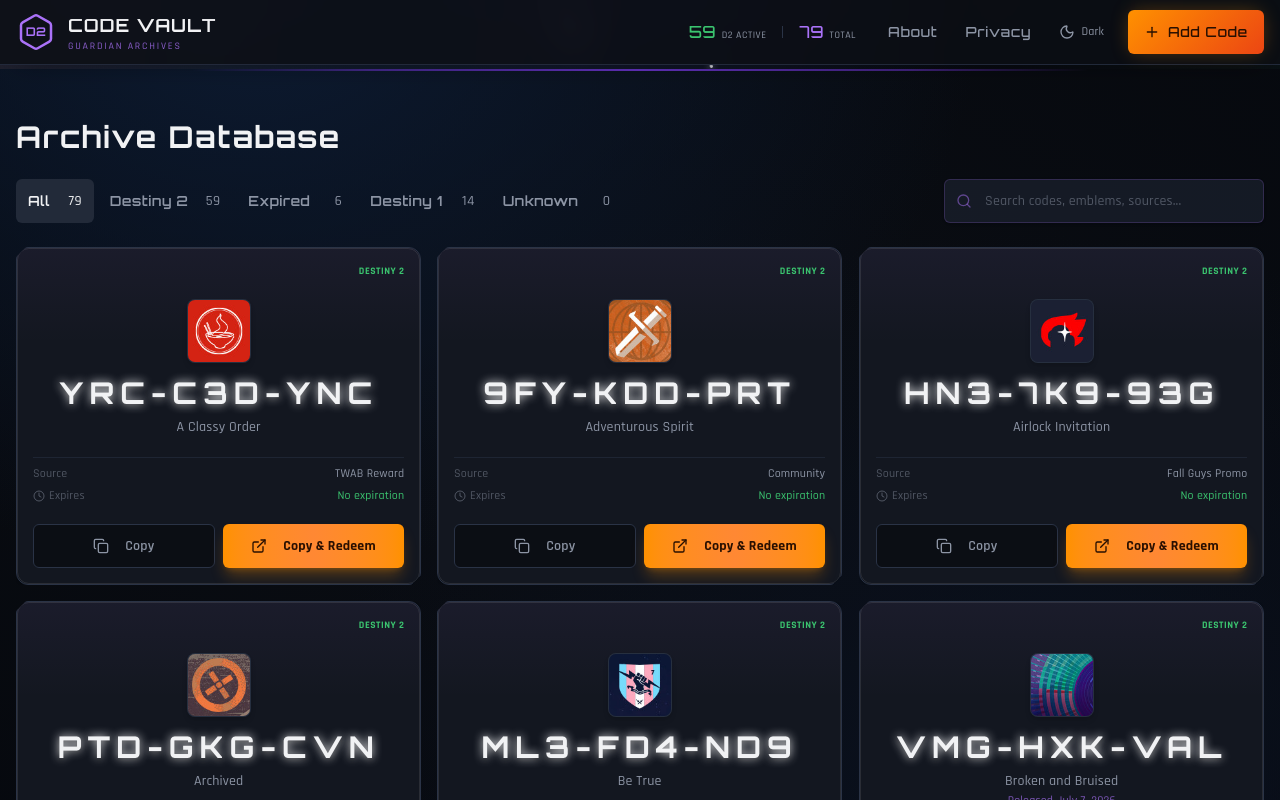 D2
CODE VAULT
GUARDIAN ARCHIVES
59 D2 ACTIVE
79 TOTAL
About
Privacy
Dark
Add Code
Archive Database
All 79
Destiny 2 59
Expired 6
Destiny 1 14
Unknown 0
Search codes, emblems, sources...
DESTINY 2
YRC-C3D-YNC
A Classy Order
Source TWAB Reward
Expires No expiration
Copy
Copy & Redeem
DESTINY 2
9FY-KDD-PRT
Adventurous Spirit
Source Community
Expires No expiration
Copy
Copy & Redeem
DESTINY 2
HN3-7K9-93G
Airlock Invitation
Source Fall Guys Promo
Expires No expiration
Copy
Copy & Redeem
DESTINY 2
PTD-GKG-CVN
Archived
DESTINY 2
ML3-FD4-ND9
Be True
DESTINY 2
VMG-HXK-VAL
Broken and Bruised
Released July 7, 2026